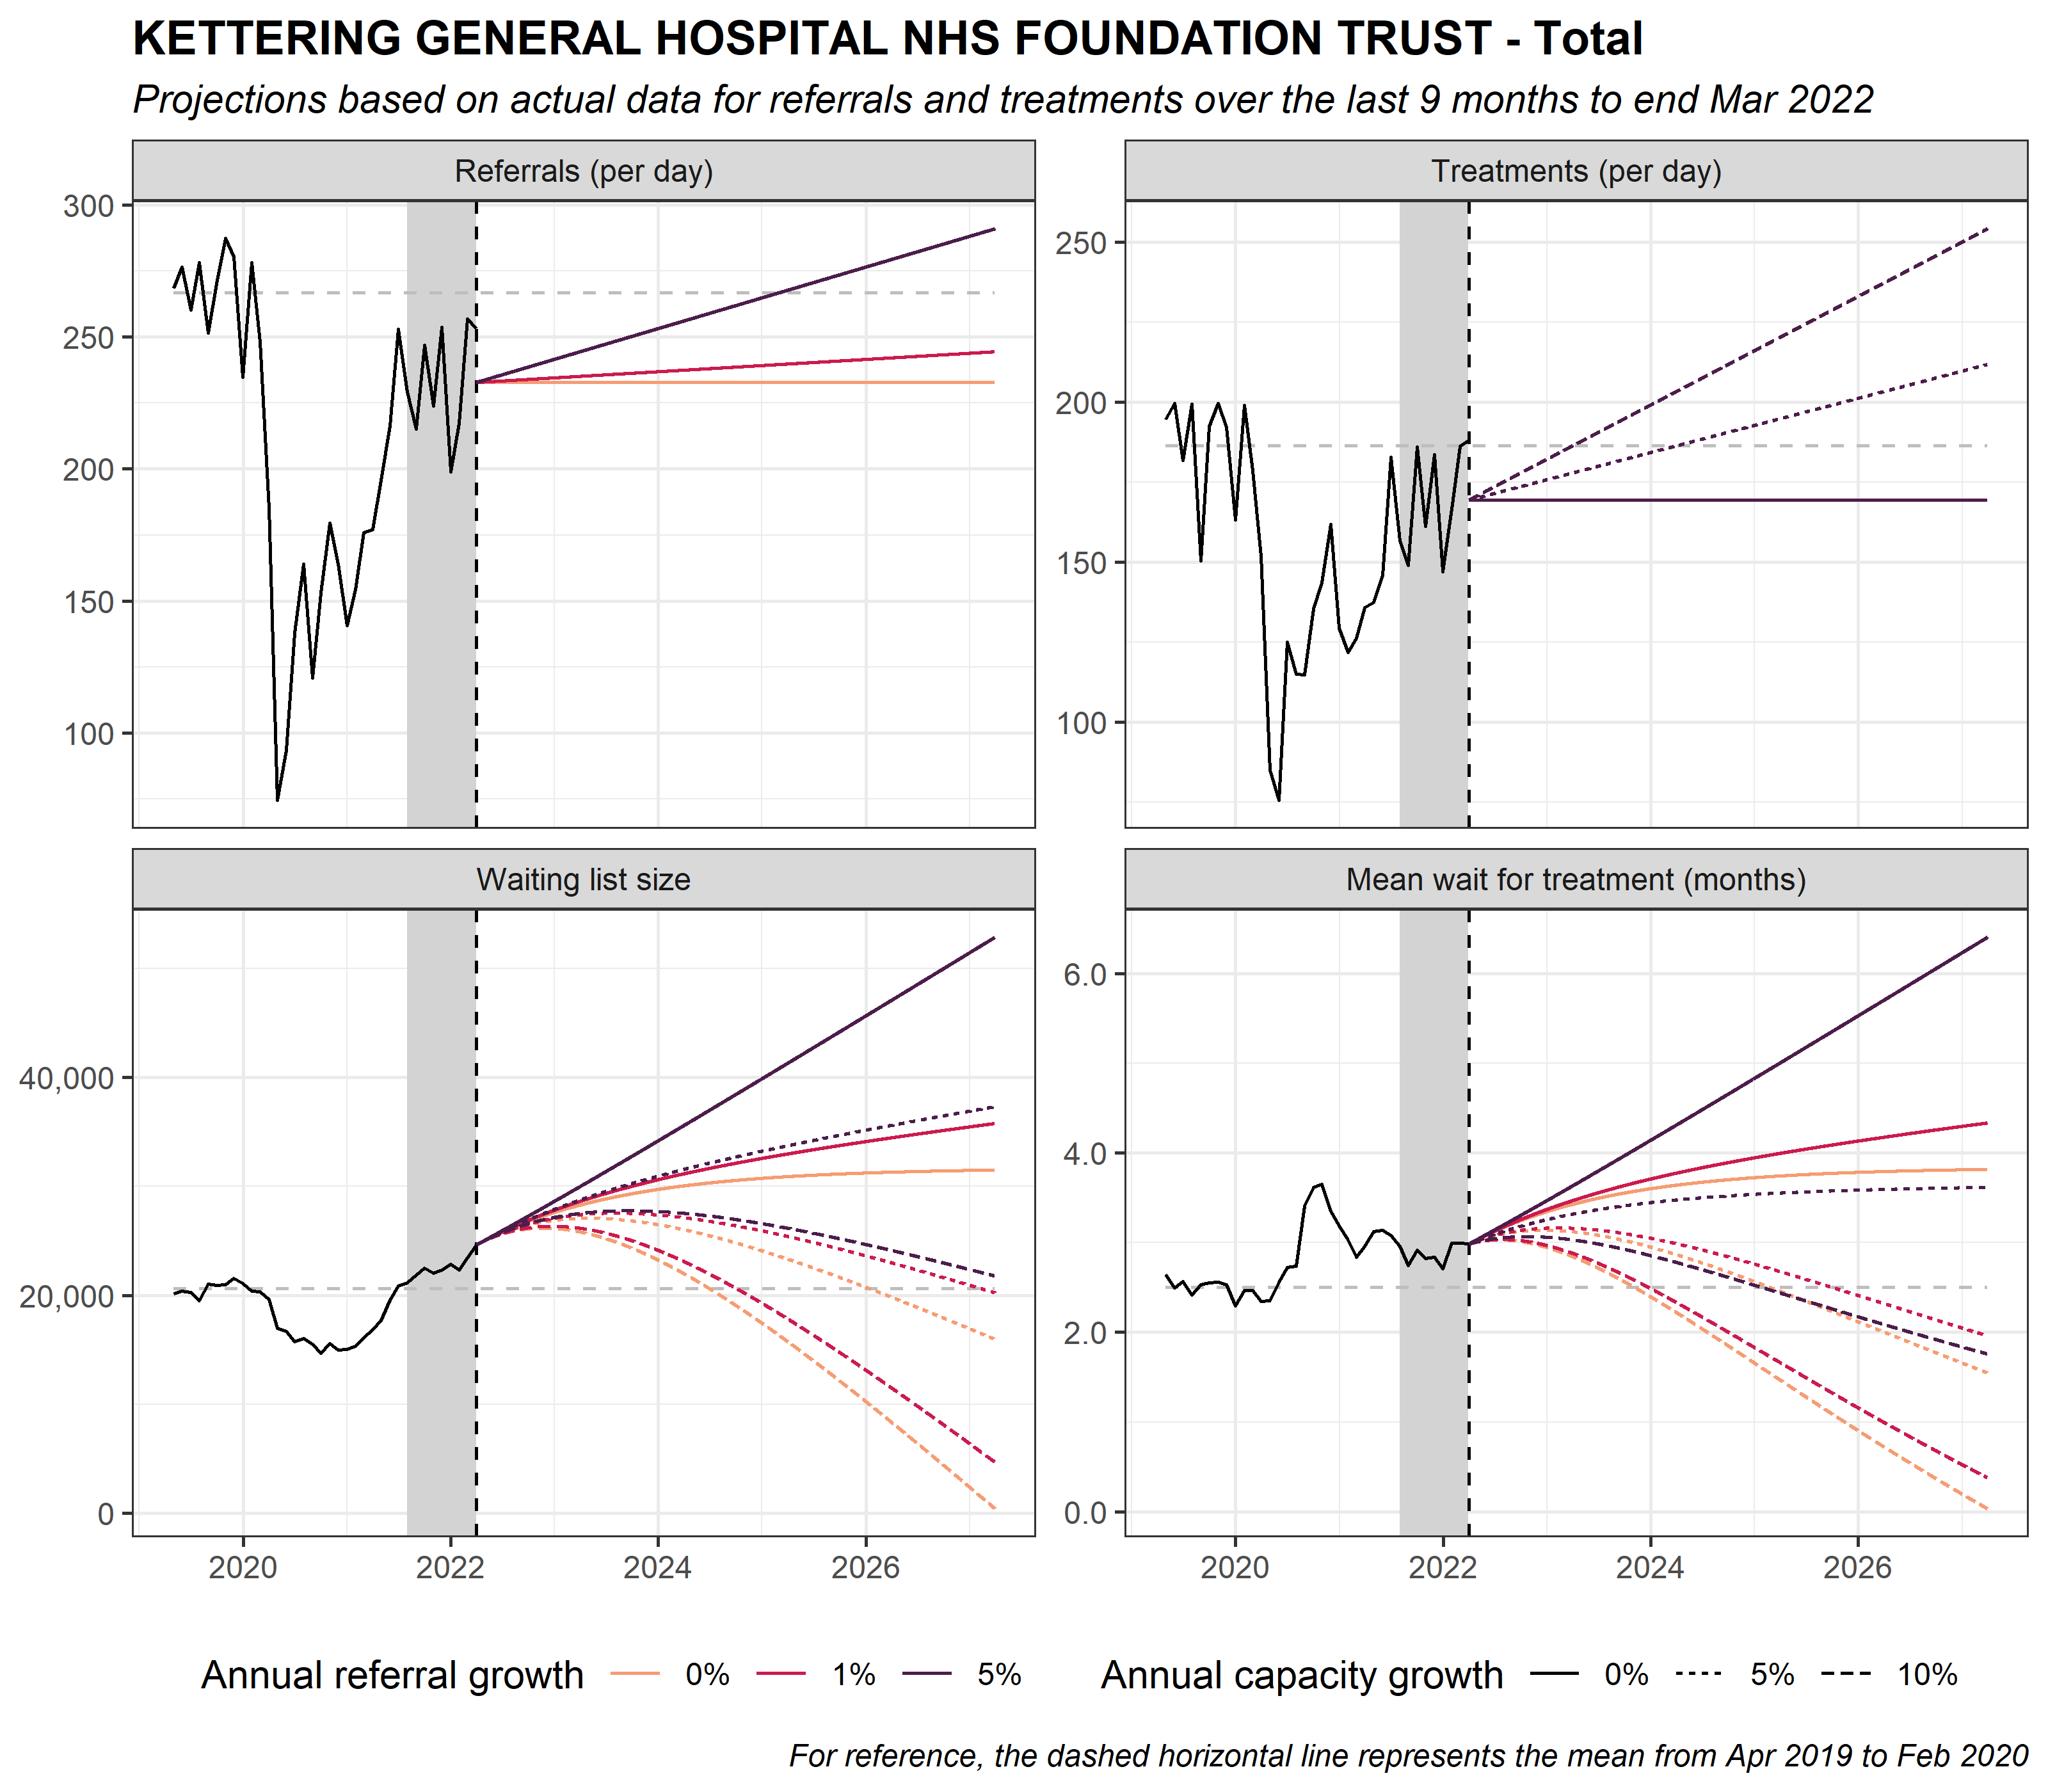 KETTERING GENERAL HOSPITAL NHS FOUNDATION TRUST - Total
Projections based on actual data for referrals and treatments over the last 9 months to end Mar 2022
Referrals (per day)
300
250
200
150
100
Treatments (per day)
250
200
150
100
Waiting list size
40,000
20,000
0
2020 2022 2024 2026
Mean wait for treatment (months)
6.0
4.0
2.0
0.0
2020 2022 2024 2026
Annual referral growth 0% 1% 5%
Annual capacity growth 0% 5% 10%
For reference, the dashed horizontal line represents the mean from Apr 2019 to Feb 2020